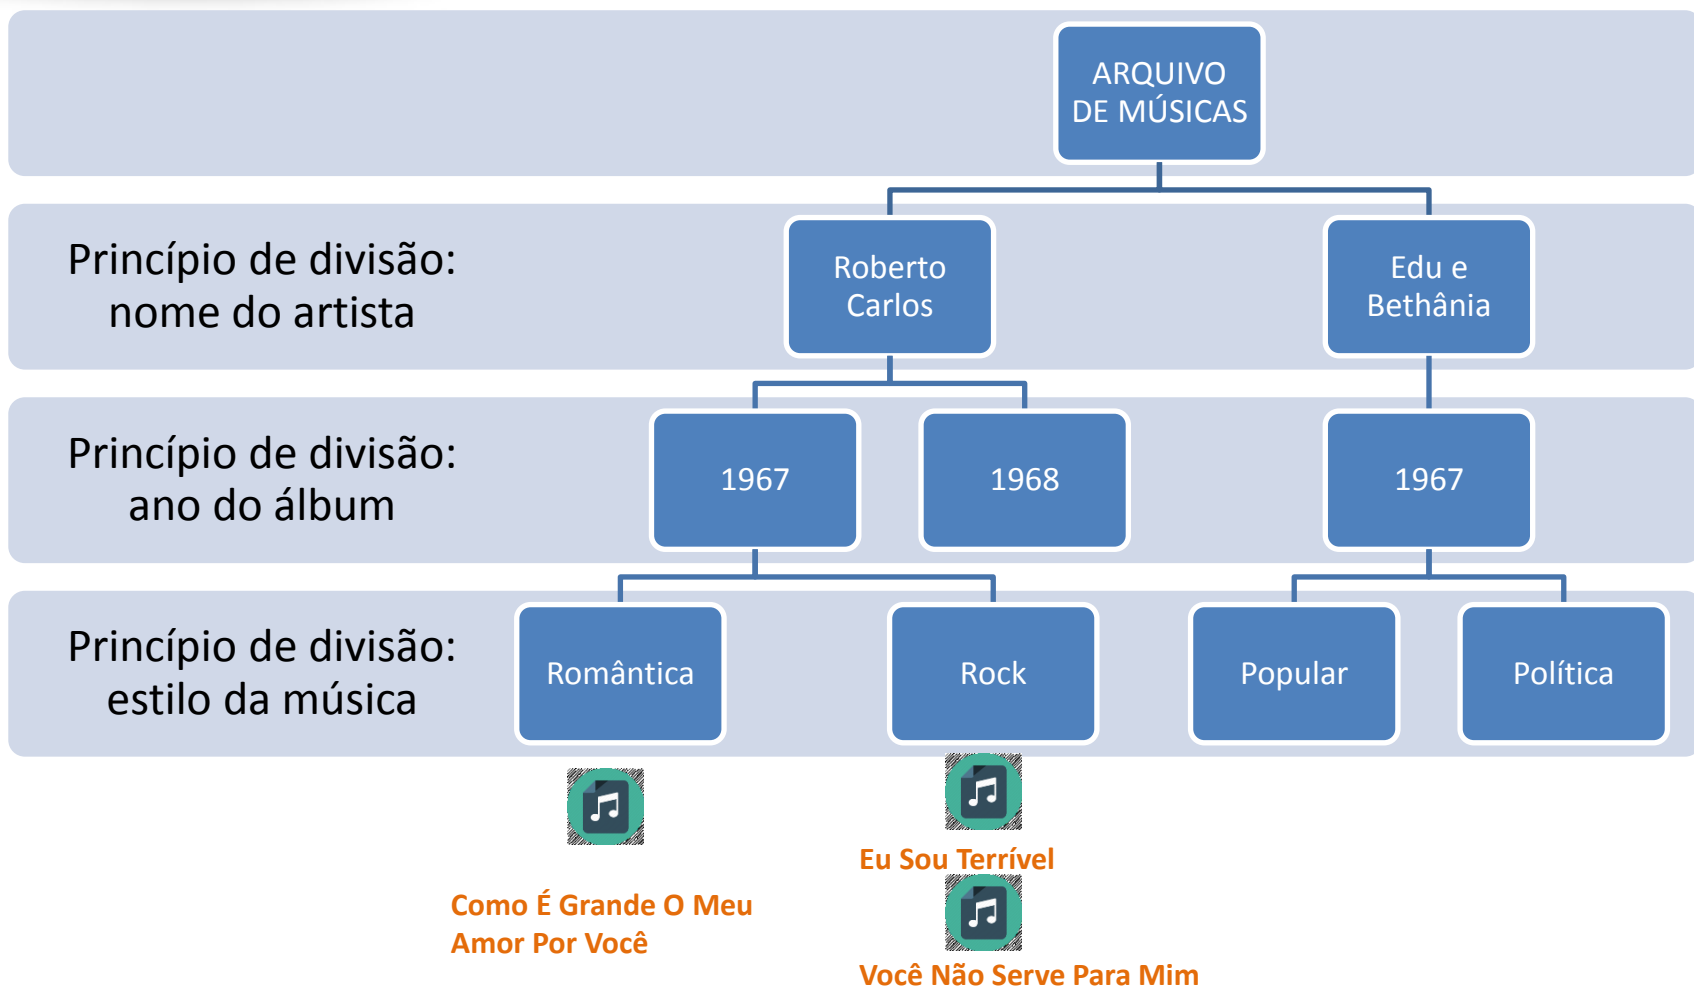 ARQUIVO
DE MÚSICAS
Princípio de divisão:
nome do artista
Roberto
Carlos
Edu e
Bethânia
Princípio de divisão:
ano do álbum
1967
1968
1967
Princípio de divisão:
estilo da música
Romântica
Rock
Popular
Política
Eu Sou Terrível
Como É Grande O Meu
Amor Por Você
Você Não Serve Para Mim